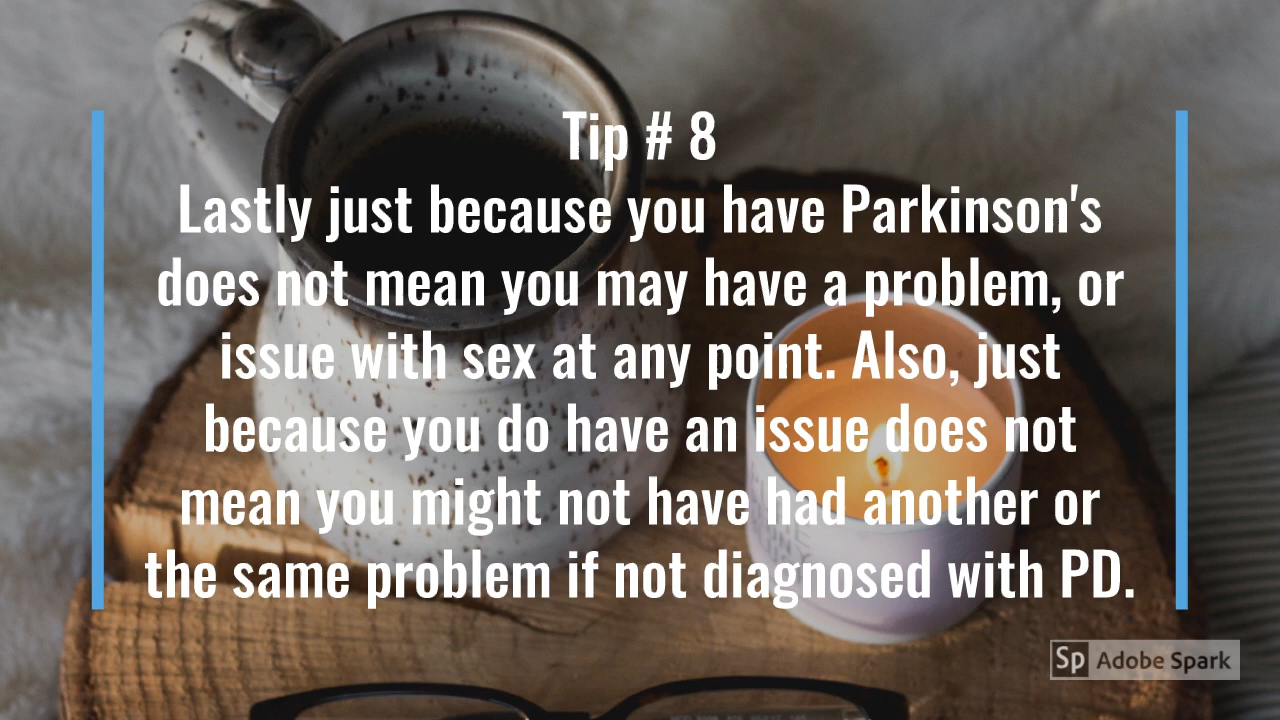 Tip # 8
Lastly just because you have Parkinson's
does not mean you may have a problem, or
issue with sex at any point. Also, just
because you do have an issue does not
mean you might not have had another or
the same problem if not diagnosed with PD.
Sp Adobe Spark